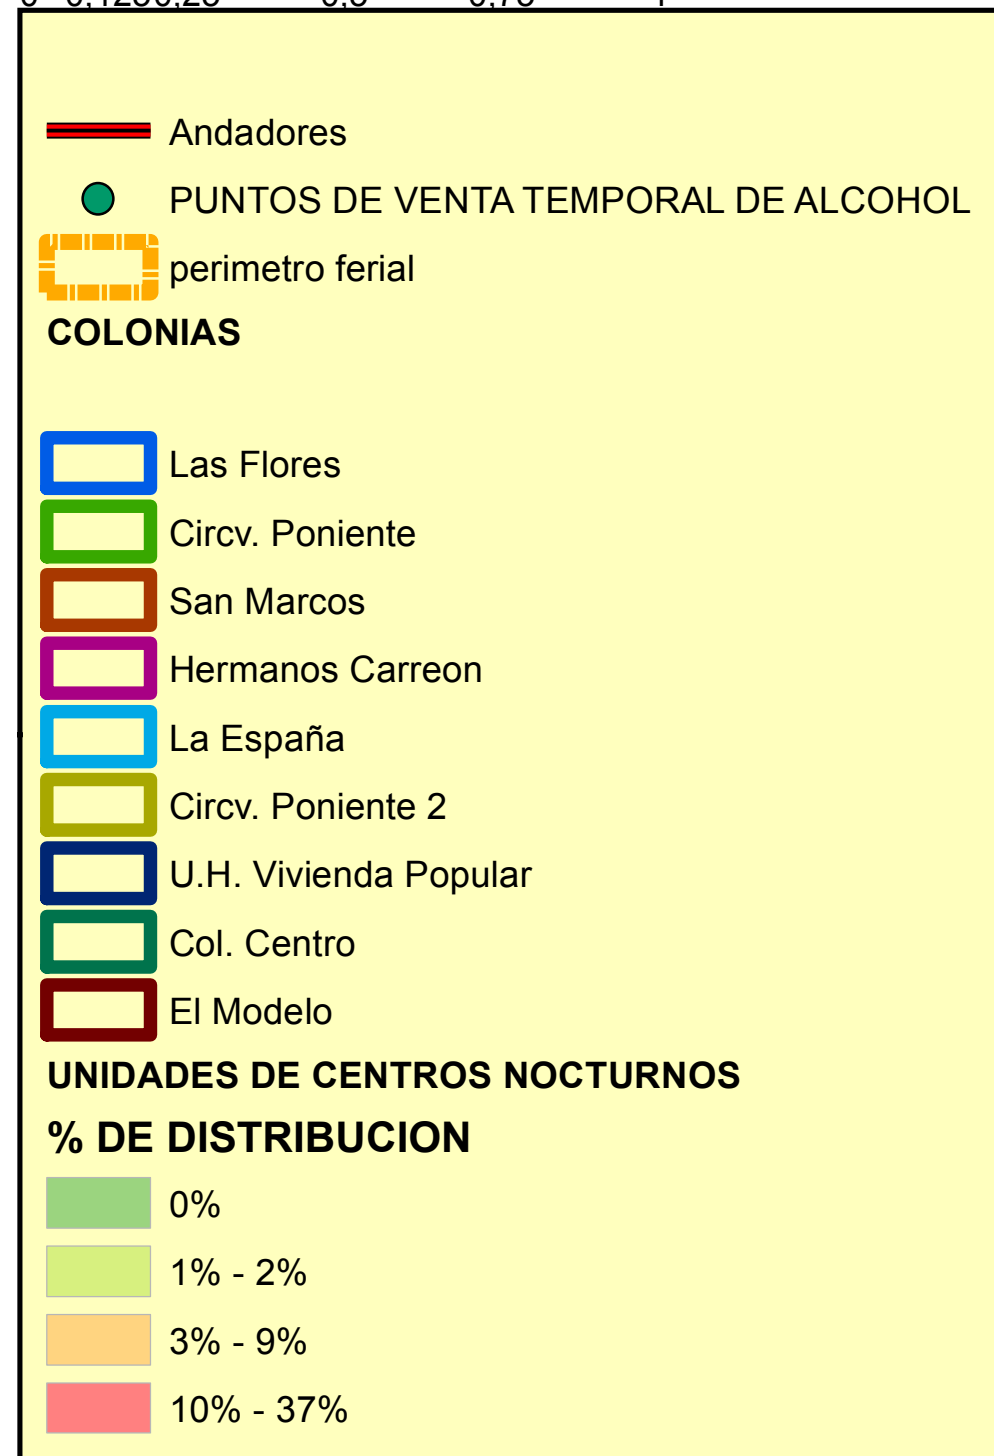 Andadores
PUNTOS DE VENTA TEMPORAL DE ALCOHOL
perimetro ferial
COLONIAS
Las Flores
Circv. Poniente
San Marcos
Hermanos Carreon
La España
Circv. Poniente 2
U.H. Vivienda Popular
Col. Centro
El Modelo
UNIDADES DE CENTROS NOCTURNOS
% DE DISTRIBUCION
0%
1% - 2%
3% - 9%
10% - 37%